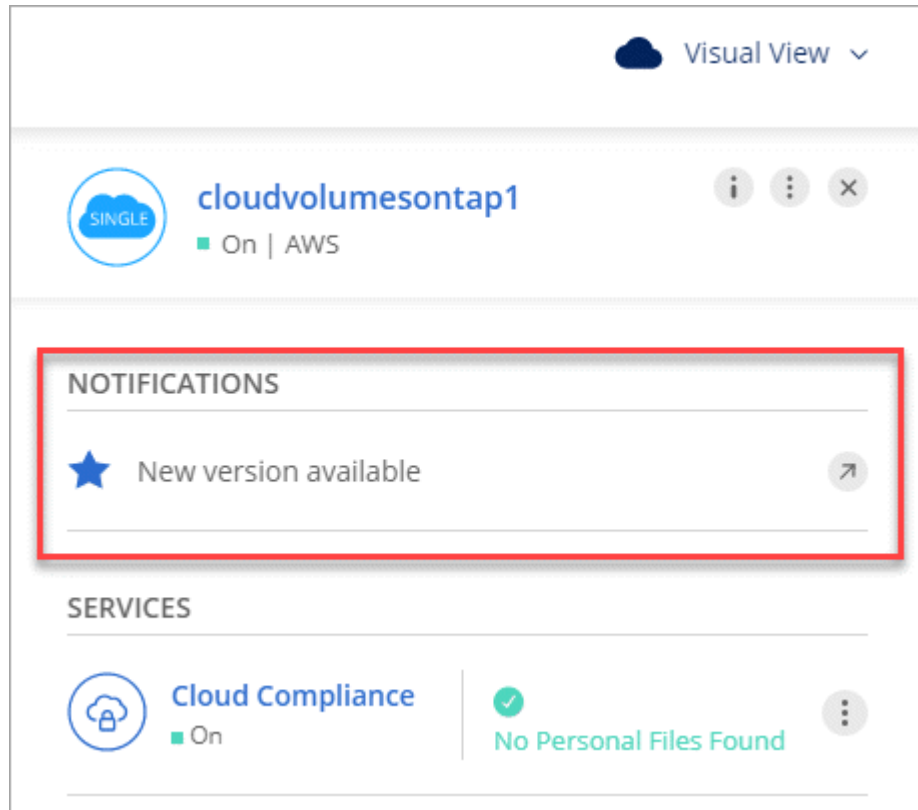 Visual View
SINGLE
cloudvolumesontap1
On | AWS
NOTIFICATIONS
New version available
SERVICES
Cloud Compliance
On
No Personal Files Found